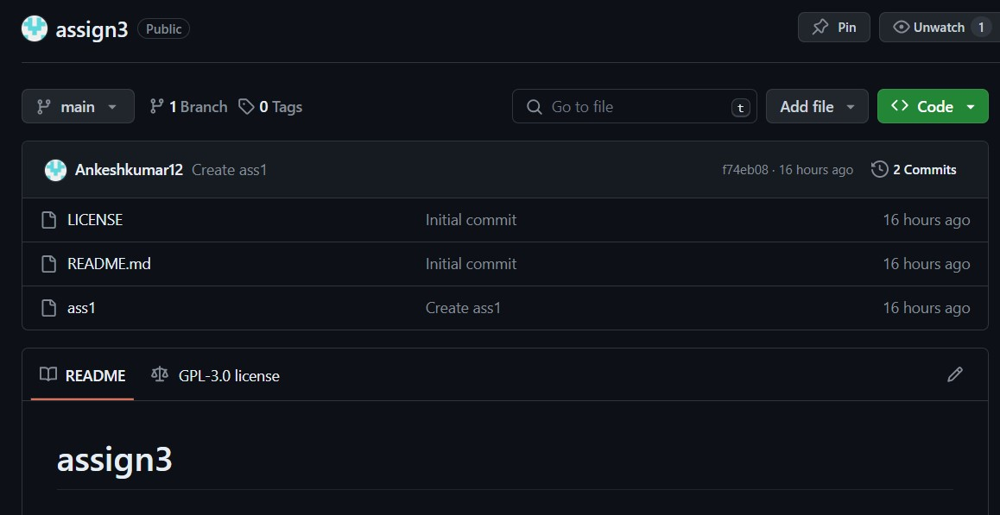 assign3 Public Pin Unwatch 1
main 1 Branch 0 Tags Go to file t Add file Code
Ankeshkumar12 Create ass1 f74eb08 · 16 hours ago 2 Commits
LICENSE Initial commit 16 hours ago
README.md Initial commit 16 hours ago
ass1 Create ass1 16 hours ago
README GPL-3.0 license
assign3